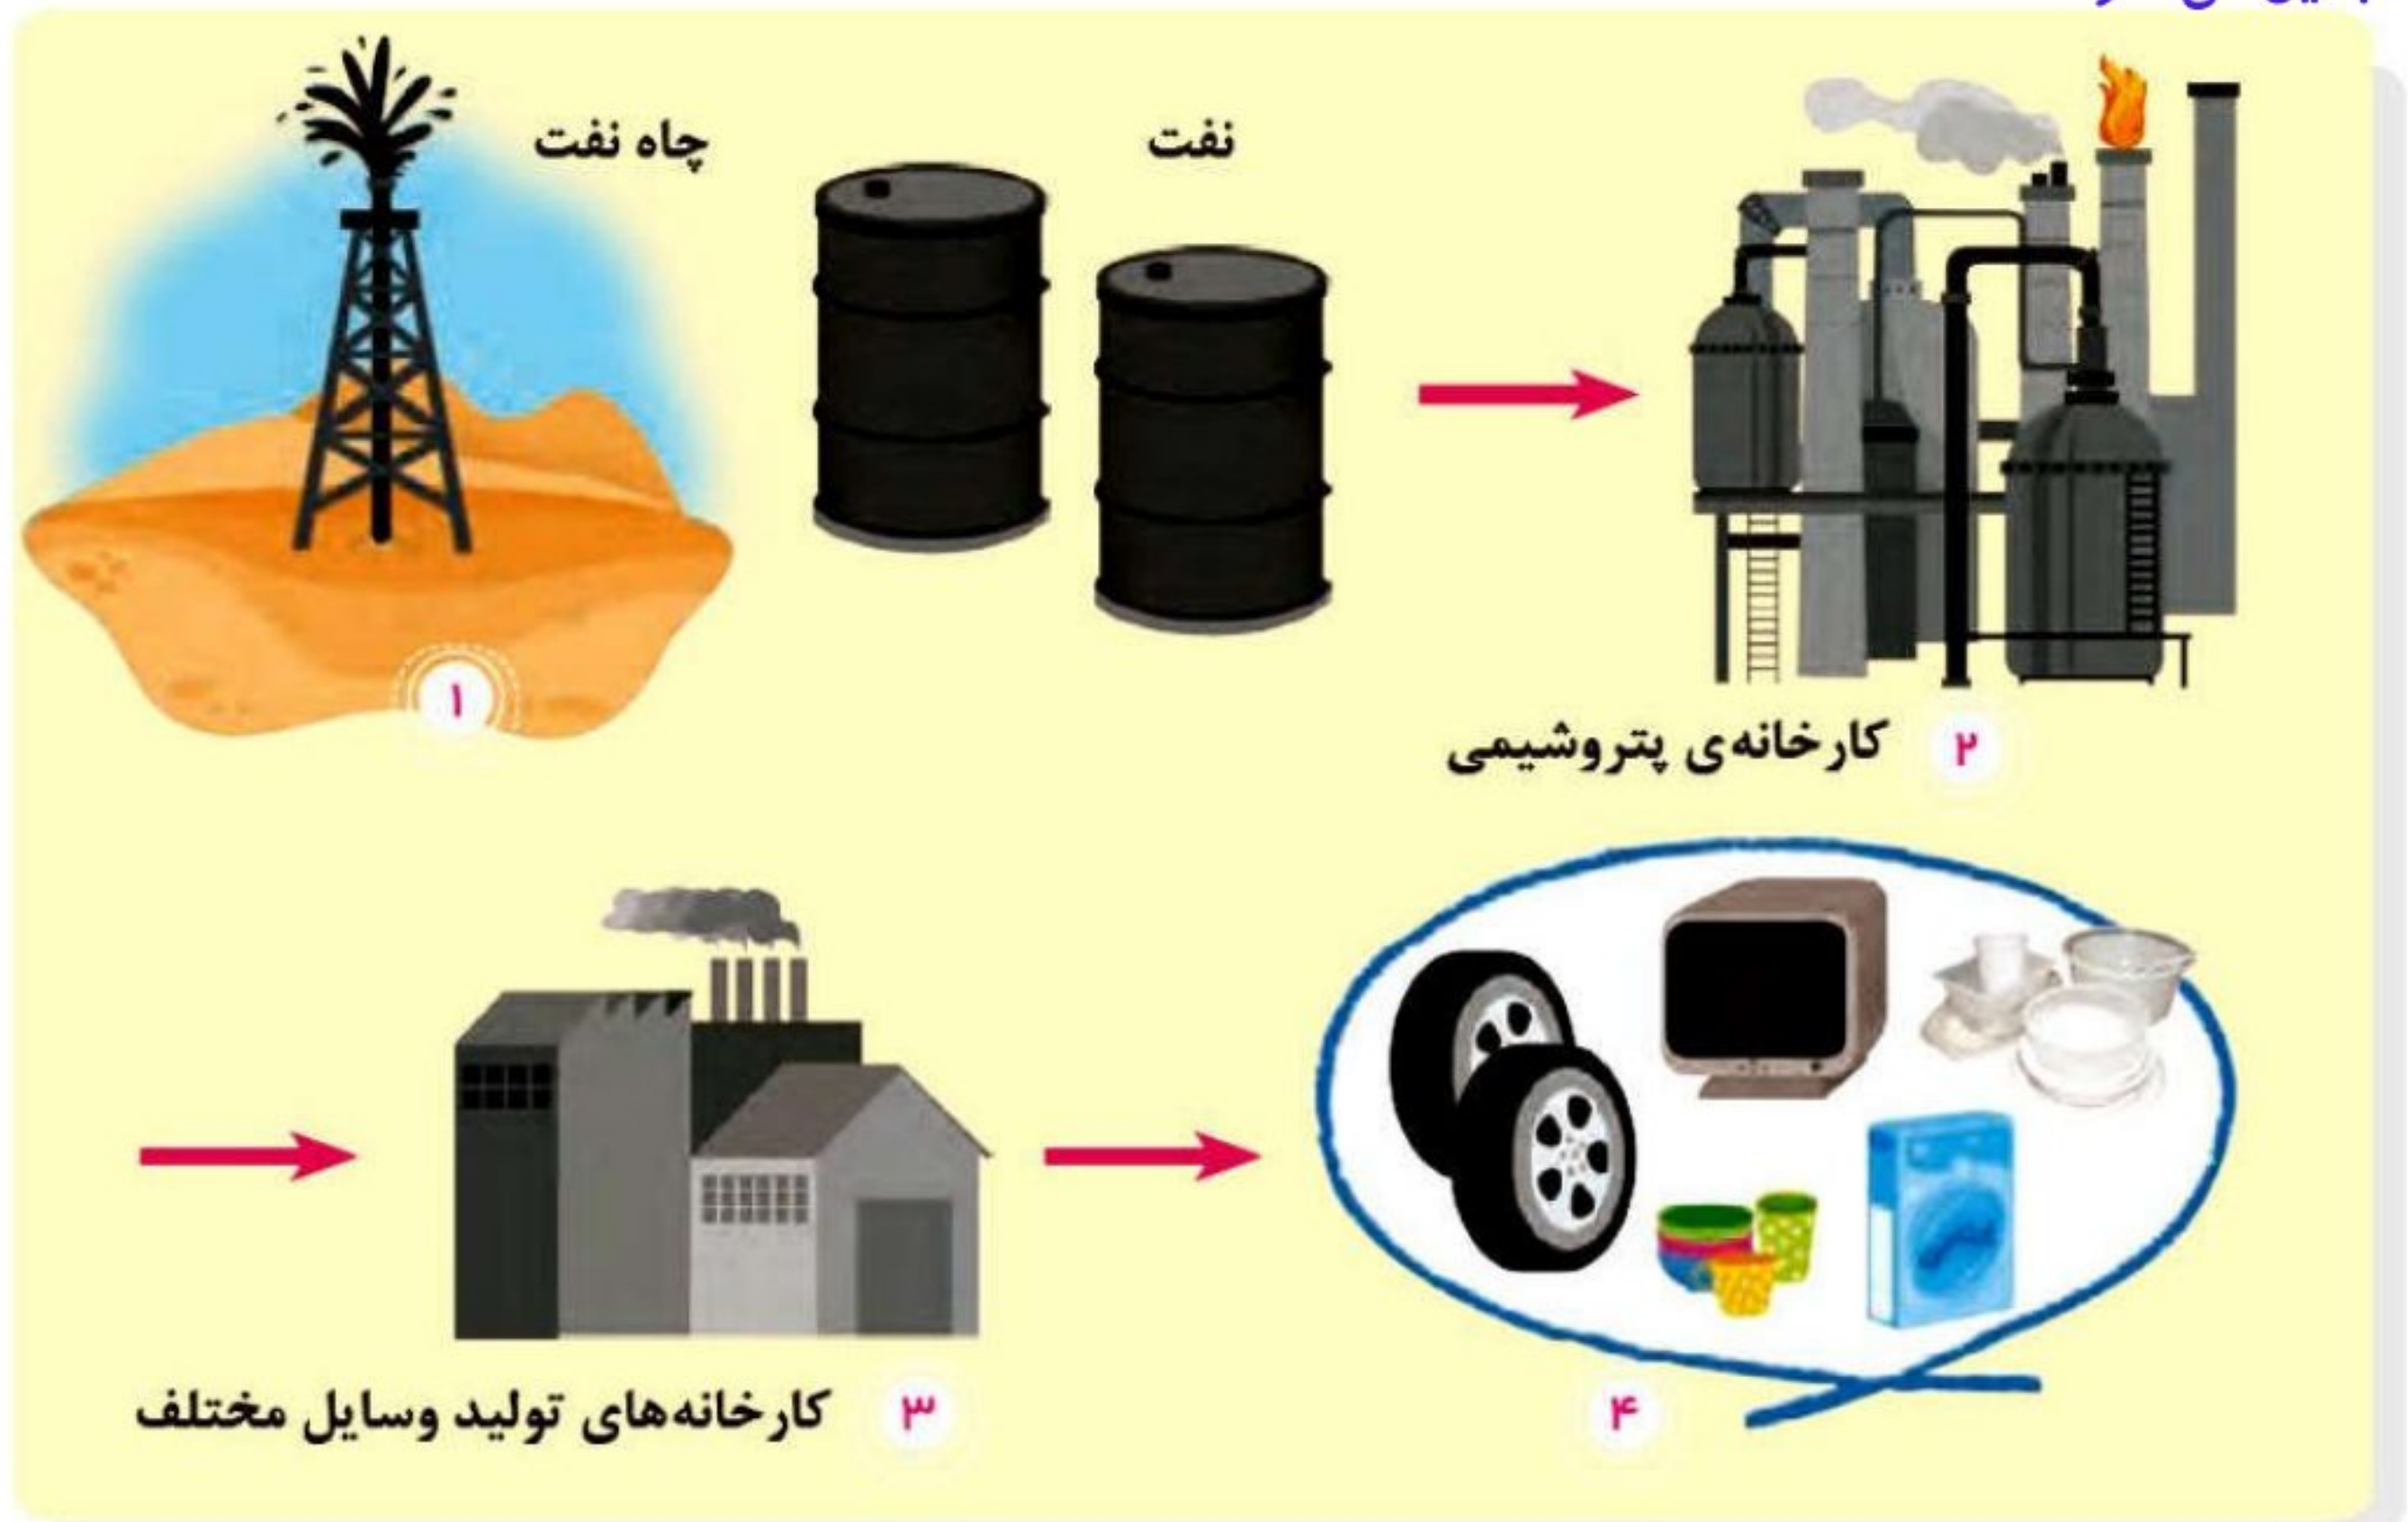 چاه نفت
نفت
۱
۲ کارخانه‌ی پتروشیمی
۳ کارخانه‌های تولید وسایل مختلف
۴